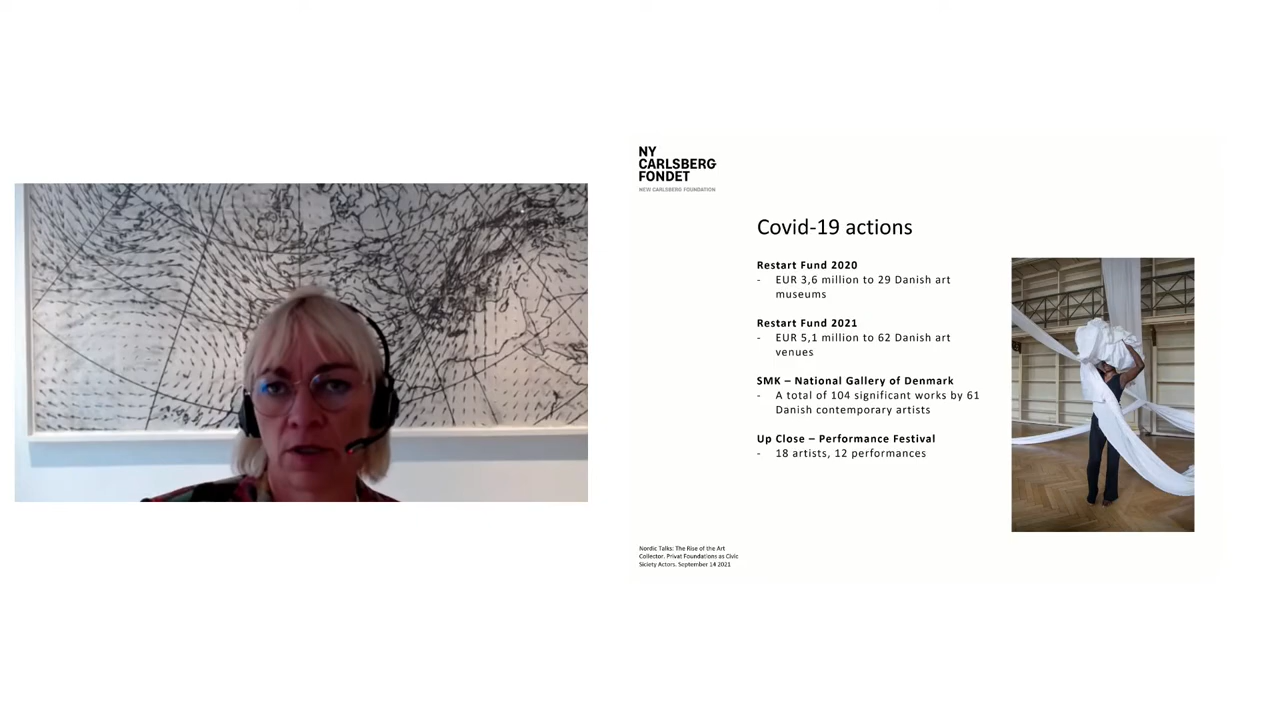 NY
CARLSBERG
FONDET
NEW CARLSBERG FOUNDATION
Covid-19 actions
Restart Fund 2020
- EUR 3,6 million to 29 Danish art
museums
Restart Fund 2021
- EUR 5,1 million to 62 Danish art
venues
SMK – National Gallery of Denmark
- A total of 104 significant works by 61
Danish contemporary artists
Up Close – Performance Festival
- 18 artists, 12 performances
Nordic Talks: The Rise of the Art
Collector. Privat Foundations as Civic
Siciety Actors. September 14 2021